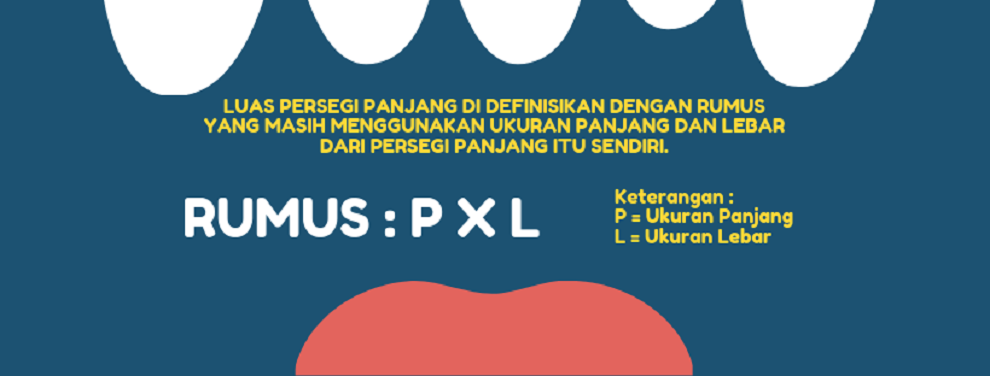 LUAS PERSEGI PANJANG DI DEFINISIKAN DENGAN RUMUS
YANG MASIH MENGGUNAKAN UKURAN PANJANG DAN LEBAR
DARI PERSEGI PANJANG ITU SENDIRI.
RUMUS : P X L
Keterangan :
P = Ukuran Panjang
L = Ukuran Lebar